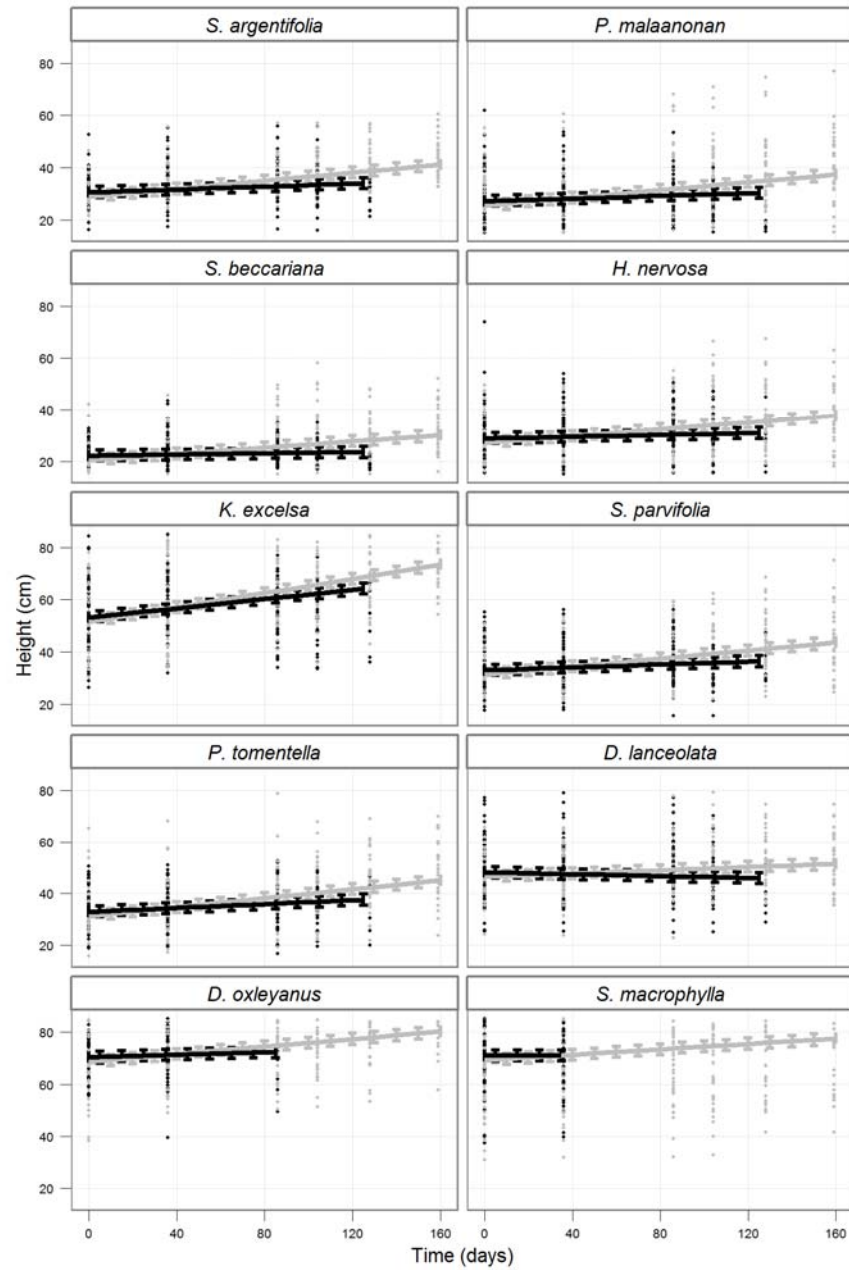 S. argentifolia
P. malaanonan
80
60
40
20
S. beccariana
H. nervosa
80
60
40
20
K. excelsa
S. parvifolia
80
60
40
20
Height (cm)
P. tomentella
D. lanceolata
80
60
40
20
D. oxleyanus
S. macrophylla
80
60
40
20
0 40 80 120 160 0 40 80 120 160
Time (days)